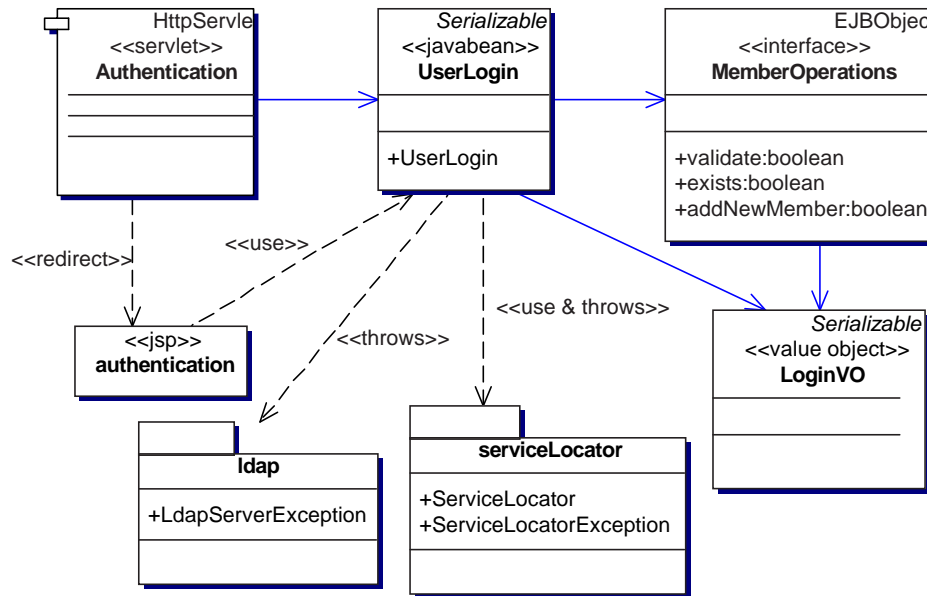 HttpServle
<<servlet>>
Authentication
Serializable
<<javabean>>
UserLogin
+UserLogin
EJBObjec
<<interface>>
MemberOperations
+validate:boolean
+exists:boolean
+addNewMember:boolean
<<use>>
<<redirect>>
<<use & throws>>
<<throws>>
<<jsp>>
authentication
Serializable
<<value object>>
LoginVO
ldap
+LdapServerException
serviceLocator
+ServiceLocator
+ServiceLocatorException